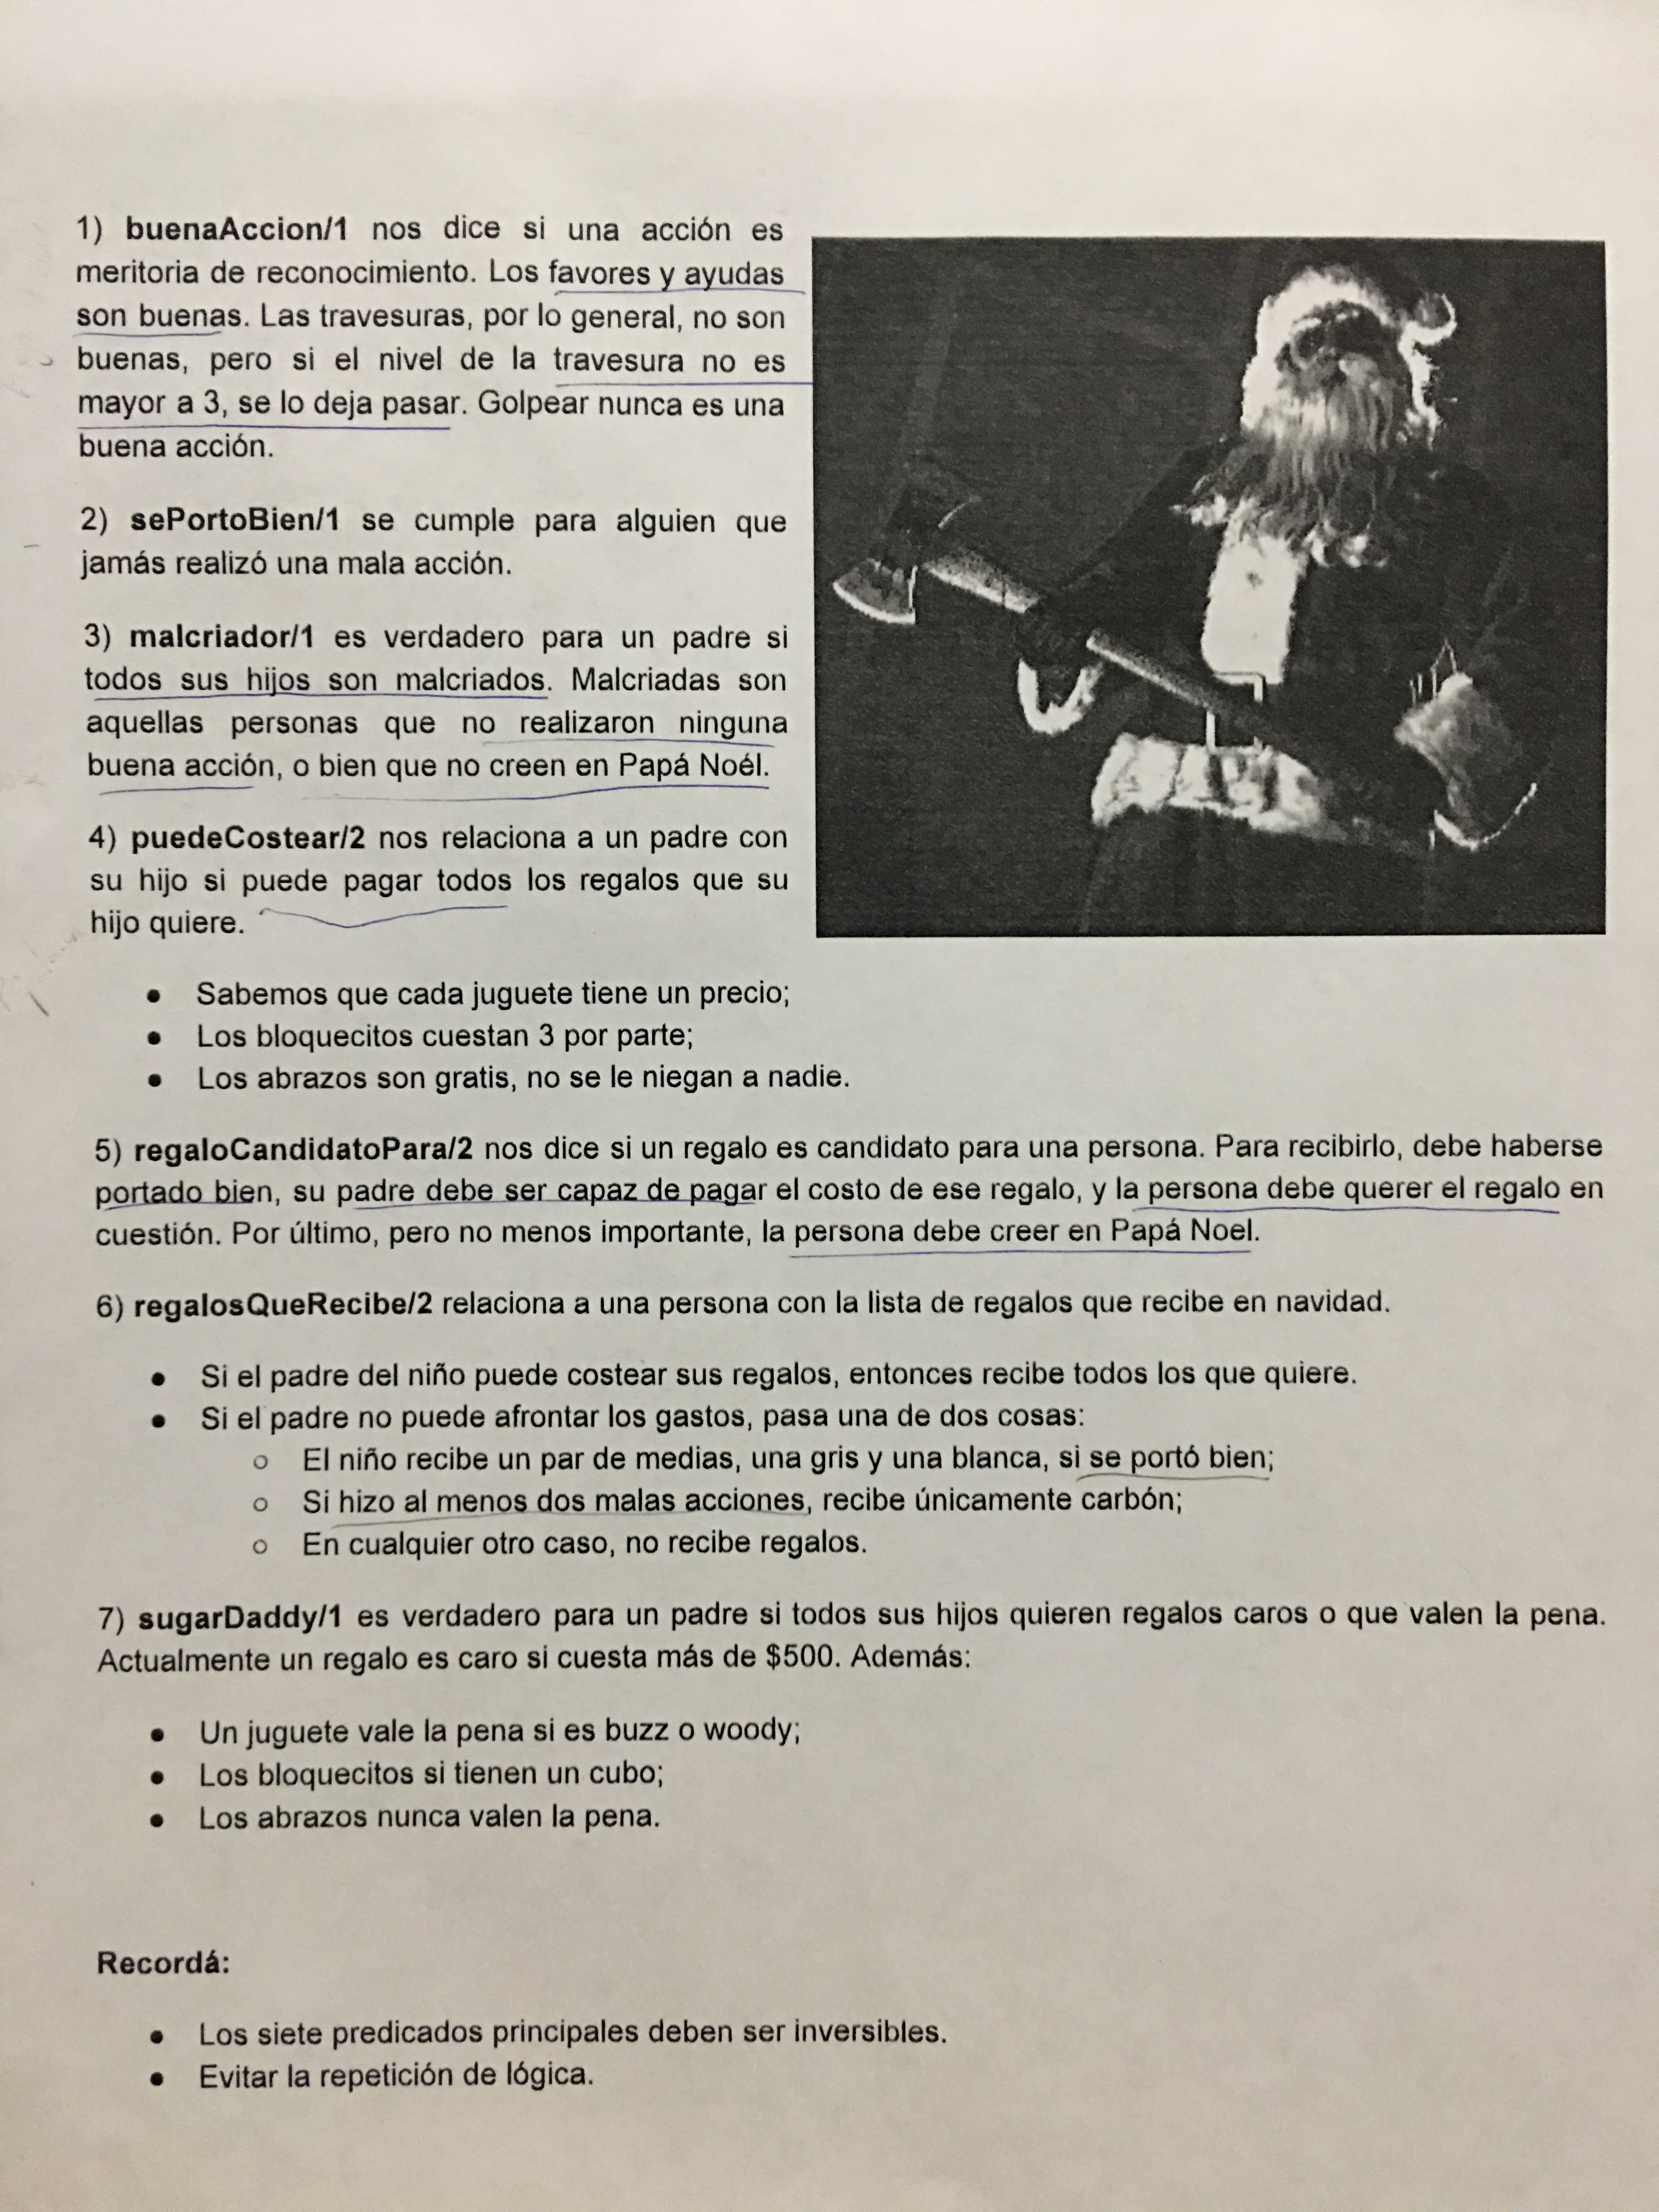 1) buenaAccion/1 nos dice si una acción es
meritoria de reconocimiento. Los favores y ayudas
son buenas. Las travesuras, por lo general, no son
buenas, pero si el nivel de la travesura no es
mayor a 3, se lo deja pasar. Golpear nunca es una
buena acción.
2) sePortoBien/1 se cumple para alguien que
jamás realizó una mala acción.
3) malcriador/1 es verdadero para un padre si
todos sus hijos son malcriados. Malcriadas son
aquellas personas que no realizaron ninguna
buena acción, o bien que no creen en Papá Noél.
4) puedeCostear/2 nos relaciona a un padre con
su hijo si puede pagar todos los regalos que su
hijo quiere.
● Sabemos que cada juguete tiene un precio;
● Los bloquecitos cuestan 3 por parte;
● Los abrazos son gratis, no se le niegan a nadie.
5) regaloCandidatoPara/2 nos dice si un regalo es candidato para una persona. Para recibirlo, debe haberse
portado bien, su padre debe ser capaz de pagar el costo de ese regalo, y la persona debe querer el regalo en
cuestión. Por último, pero no menos importante, la persona debe creer en Papá Noel.
6) regalosQueRecibe/2 relaciona a una persona con la lista de regalos que recibe en navidad.
● Si el padre del niño puede costear sus regalos, entonces recibe todos los que quiere.
● Si el padre no puede afrontar los gastos, pasa una de dos cosas:
○ El niño recibe un par de medias, una gris y una blanca, si se portó bien;
○ Si hizo al menos dos malas acciones, recibe únicamente carbón;
○ En cualquier otro caso, no recibe regalos.
7) sugarDaddy/1 es verdadero para un padre si todos sus hijos quieren regalos caros o que valen la pena.
Actualmente un regalo es caro si cuesta más de $500. Además:
● Un juguete vale la pena si es buzz o woody;
● Los bloquecitos si tienen un cubo;
● Los abrazos nunca valen la pena.
Recordá:
● Los siete predicados principales deben ser inversibles.
● Evitar la repetición de lógica.